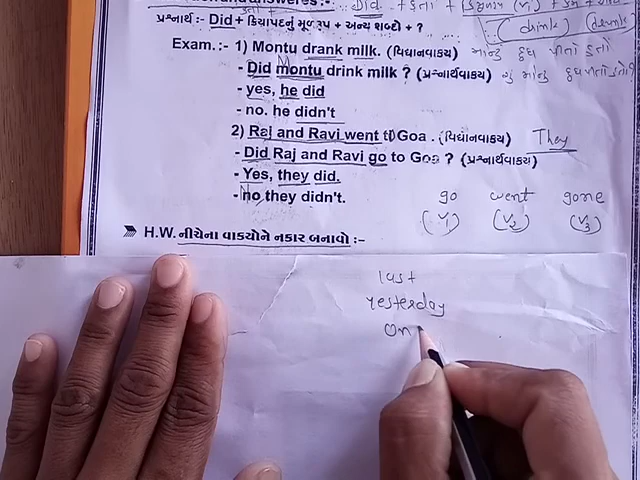 પ્રશ્નાર્થ :- Did + ક્રિયાપદનું મૂળ રૂપ + અન્ય શબ્દો + ?
(drink)
Exam. :- 1) Montu drank milk. (વિધાનવાક્ય) મોન્ટુ દુધ પીતો હતો
- Did montu drink milk ? (પ્રશ્નાર્થવાક્ય) શું મોન્ટુ દુધ પીતો હતો?
- yes, he did
- no. he didn't
2) Raj and Ravi went to Goa . (વિધાનવાક્ય) They
- Did Raj and Ravi go to Goa ? (પ્રશ્નાર્થવાક્ય)
- Yes, they did.
- no they didn't. go went gone
(V1) (V2) (V3)
H.W. નીચેના વાક્યોને નકાર બનાવો :-
last
yesterday
on